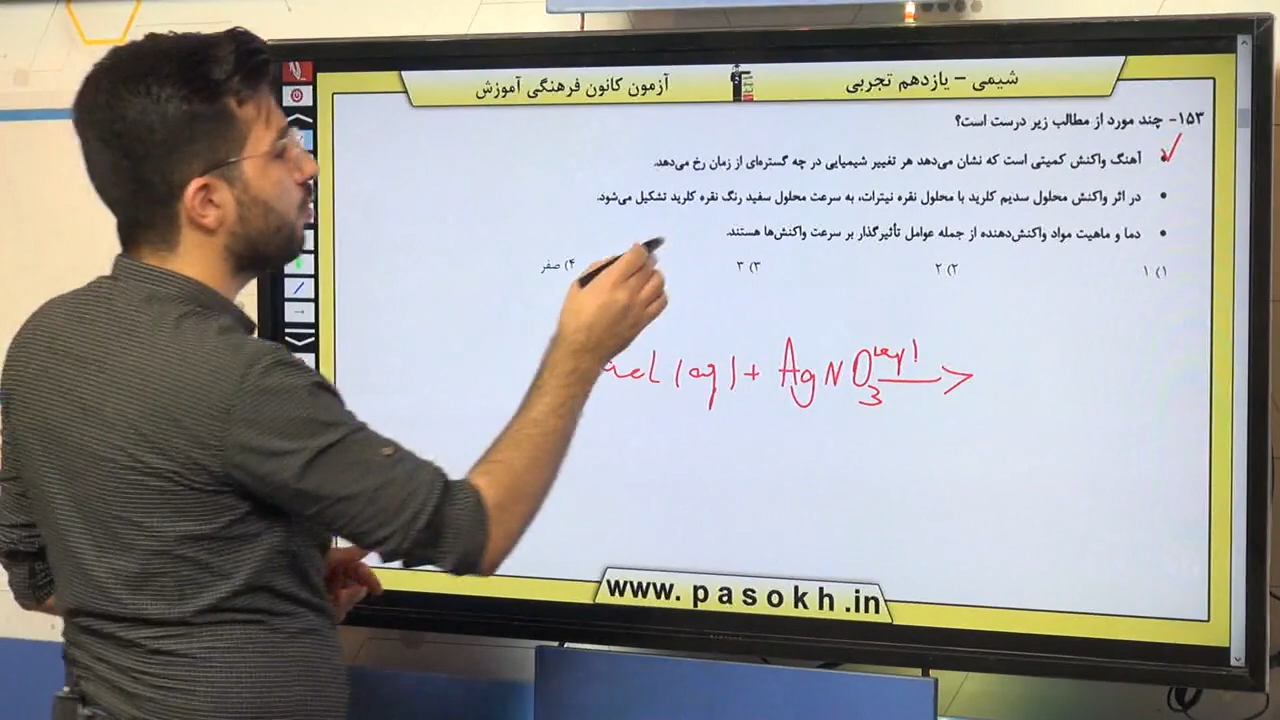 شیمی – یازدهم تجربی
آزمون کانون فرهنگی آموزش
۱۵۳- چند مورد از مطالب زیر درست است؟
• آهنگ واکنش کمیتی است که نشان می‌دهد هر تغییر شیمیایی در چه گستره‌ای از زمان رخ می‌دهد.
• در اثر واکنش محلول سدیم کلرید با محلول نقره نیترات، به سرعت محلول سفید رنگ نقره کلرید تشکیل می‌شود.
• دما و ماهیت مواد واکنش‌دهنده از جمله عوامل تأثیرگذار بر سرعت واکنش‌ها هستند.
۱) ۱ ۲) ۲ ۳) ۳ ۴) صفر
aCl (aq) + AgNO3(aq) →
www.pasokh.in